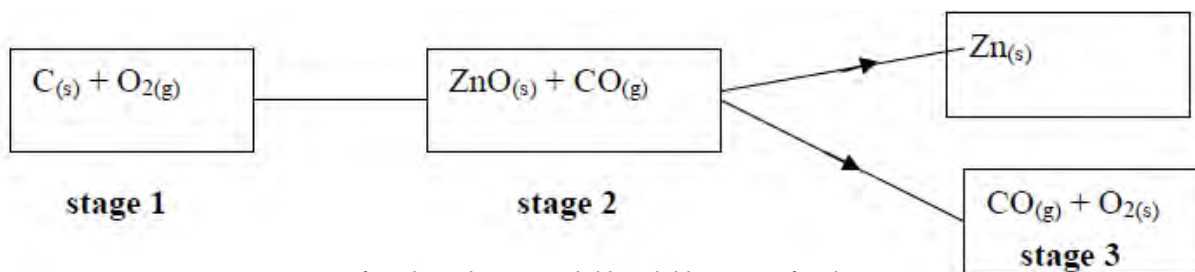 C(s) + O2(g)
stage 1
ZnO(s) + CO(g)
stage 2
Zn(s)
CO(g) + O2(s)
stage 3